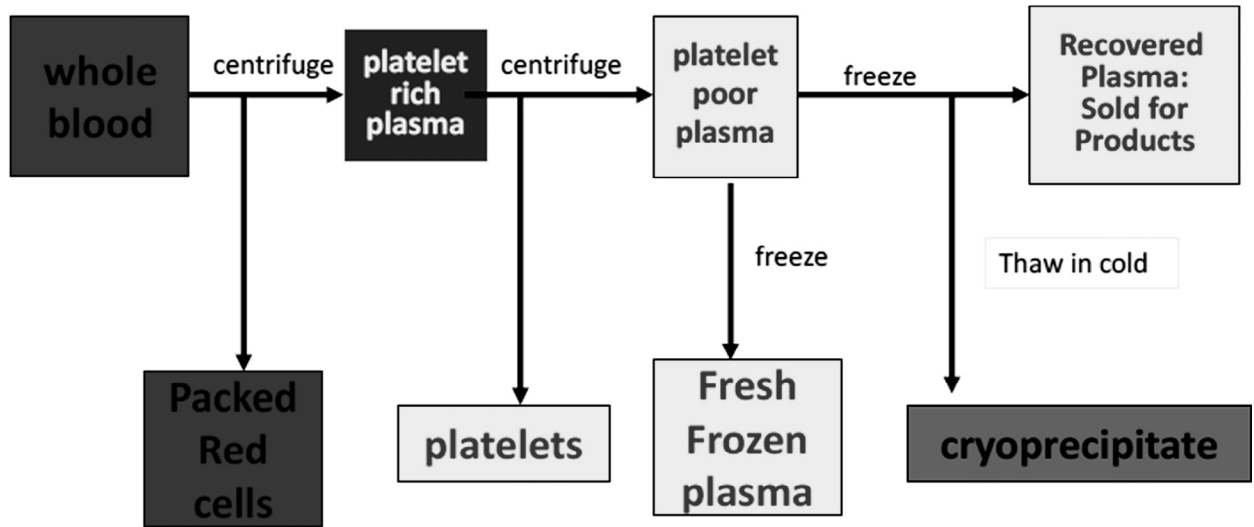 whole
blood
centrifuge
platelet
rich
plasma
centrifuge
platelet
poor
plasma
freeze
Recovered
Plasma:
Sold for
Products
freeze
Thaw in cold
Packed
Red
cells
platelets
Fresh
Frozen
plasma
cryoprecipitate